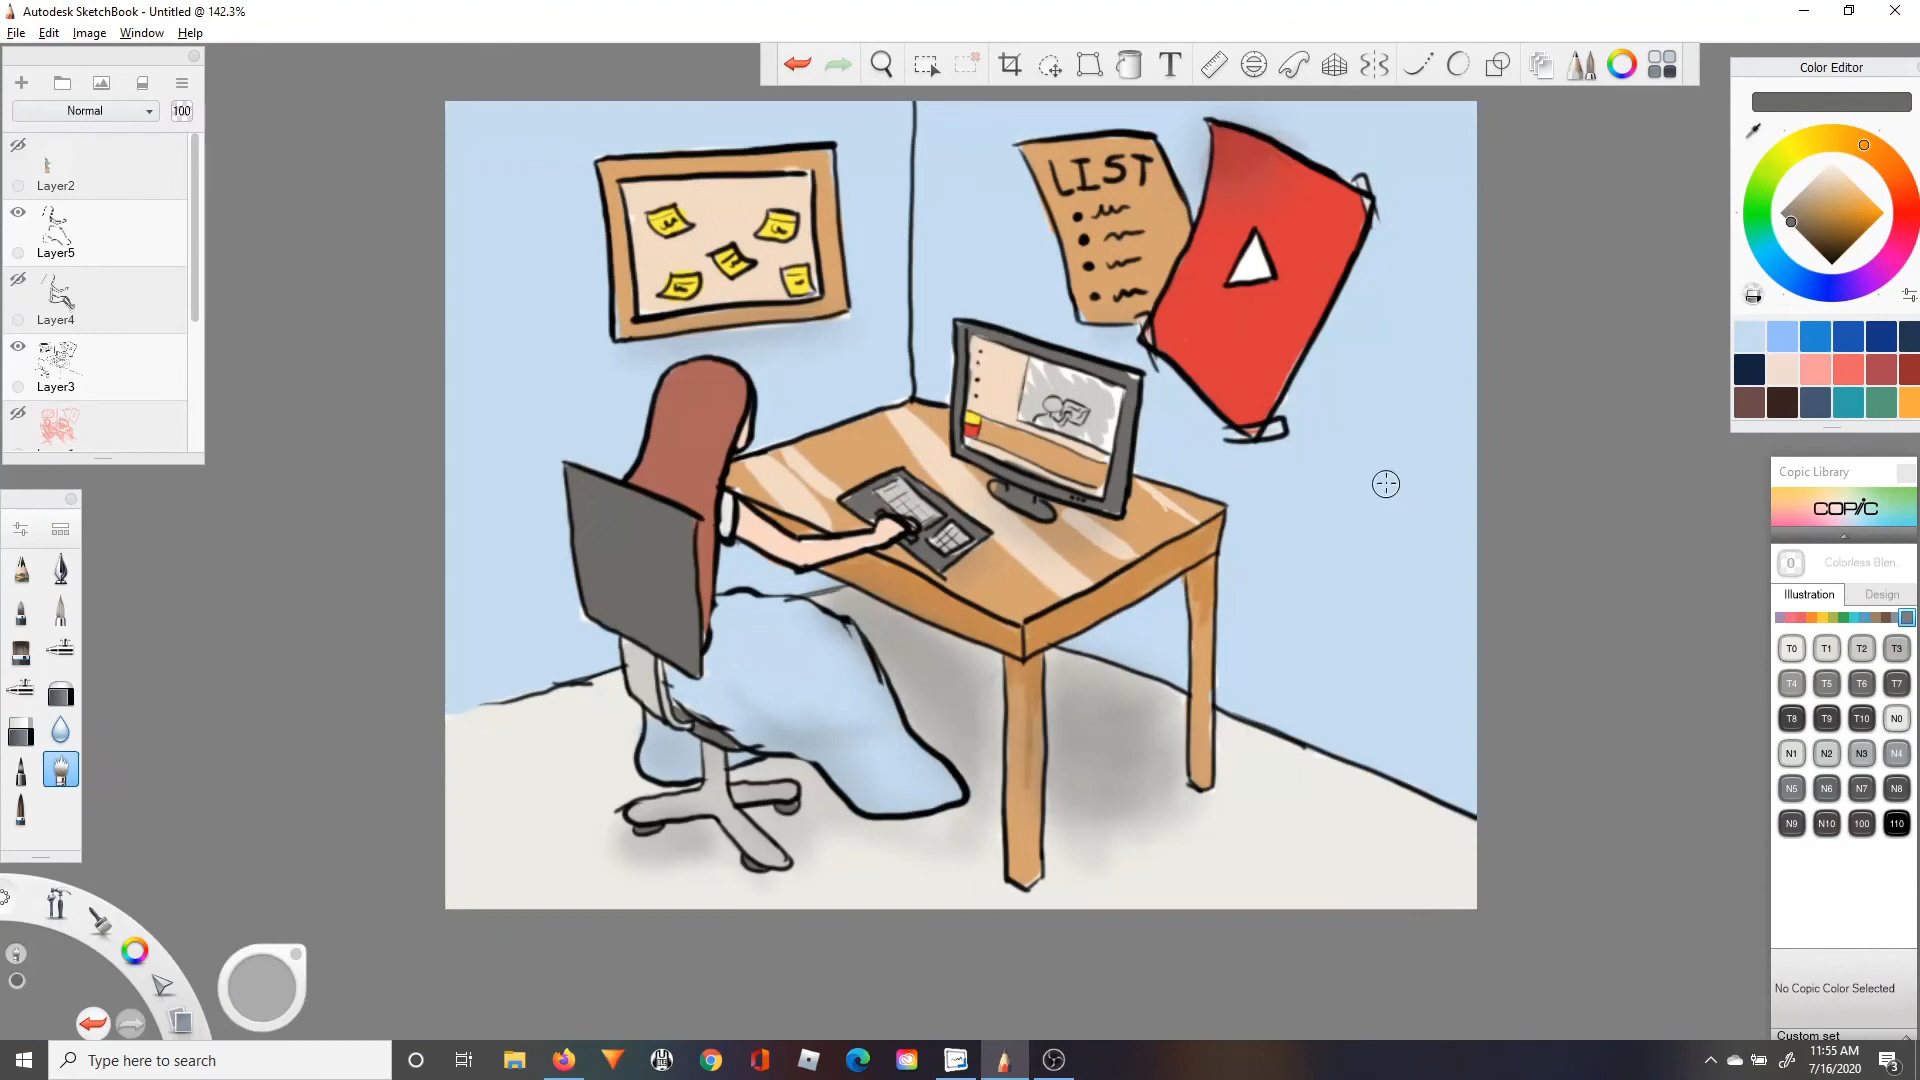 Autodesk SketchBook - Untitled @ 142.3%
File Edit Image Window Help
Normal 100
Layer2
Layer5
Layer4
Layer3
LIST
Color Editor
Copic Library
COPIC
0 Colorless Blen..
Illustration Design
T0 T1 T2 T3
T4 T5 T6 T7
T8 T9 T10 N0
N1 N2 N3 N4
N5 N6 N7 N8
N9 N10 100 110
No Copic Color Selected
Custom set
Type here to search
11:55 AM
7/16/2020
3